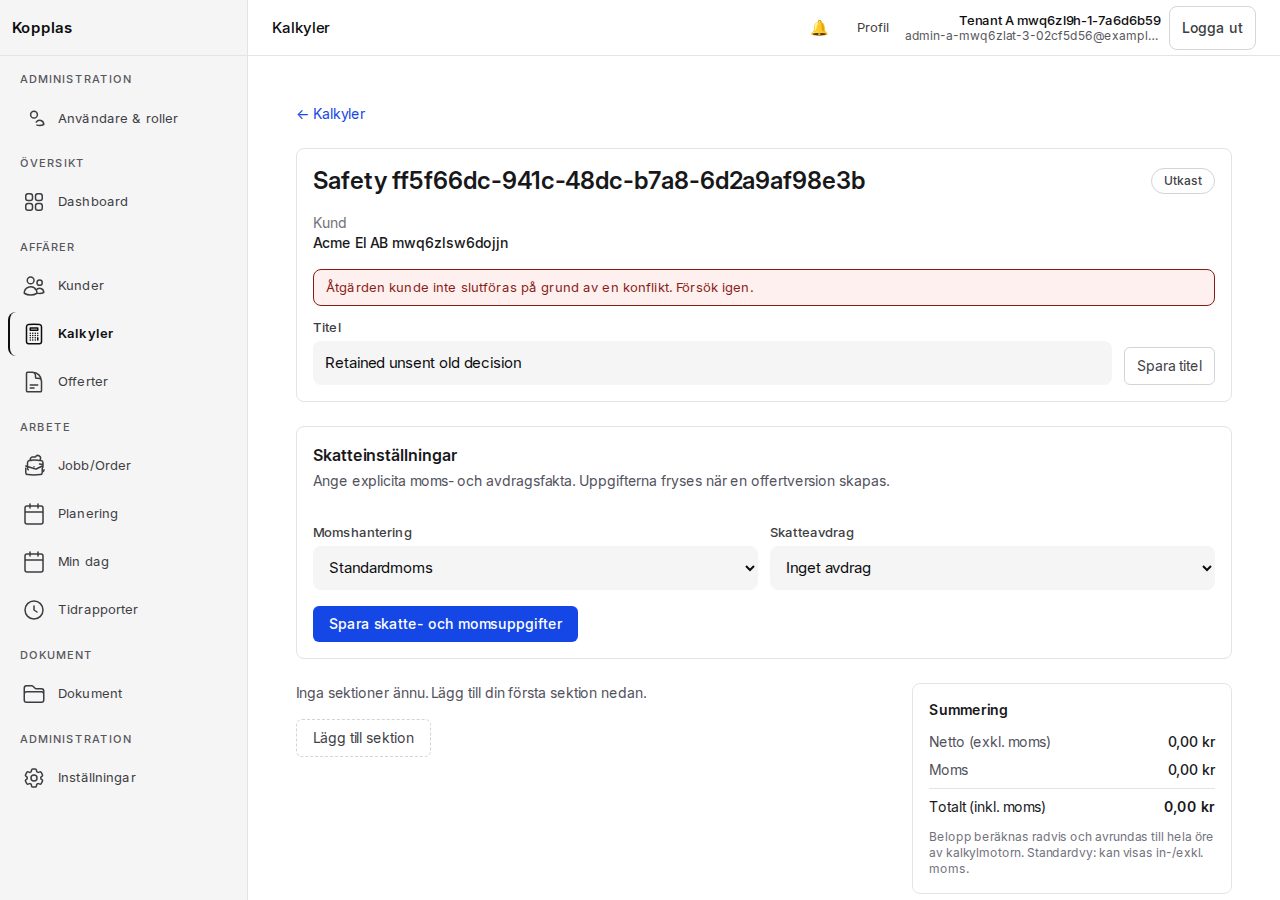 Kopplas
Kalkyler
🔔
Profil
Tenant A mwq6zl9h-1-7a6d6b59
admin-a-mwq6zlat-3-02cf5d56@exampl...
Logga ut
ADMINISTRATION
Användare & roller
ÖVERSIKT
Dashboard
AFFÄRER
Kunder
Kalkyler
Offerter
ARBETE
Jobb/Order
Planering
Min dag
Tidrapporter
DOKUMENT
Dokument
ADMINISTRATION
Inställningar
← Kalkyler
Safety ff5f66dc-941c-48dc-b7a8-6d2a9af98e3b
Utkast
Kund
Acme El AB mwq6zlsw6dojjn
Åtgärden kunde inte slutföras på grund av en konflikt. Försök igen.
Titel
Retained unsent old decision
Spara titel
Skatteinställningar
Ange explicita moms- och avdragsfakta. Uppgifterna fryses när en offertversion skapas.
Momshantering
Skatteavdrag
Standardmoms
Inget avdrag
Spara skatte- och momsuppgifter
Inga sektioner ännu. Lägg till din första sektion nedan.
Lägg till sektion
Summering
Netto (exkl. moms) 0,00 kr
Moms 0,00 kr
Totalt (inkl. moms) 0,00 kr
Belopp beräknas radvis och avrundas till hela öre
av kalkylmotorn. Standardvy: kan visas in-/exkl.
moms.